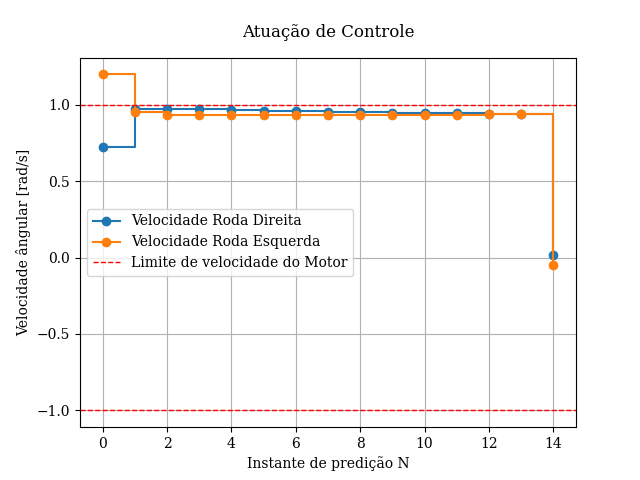 Atuação de Controle
1.0
0.5
0.0
−0.5
−1.0
Velocidade ângular [rad/s]
Velocidade Roda Direita
Velocidade Roda Esquerda
Limite de velocidade do Motor
0 2 4 6 8 10 12 14
Instante de predição N